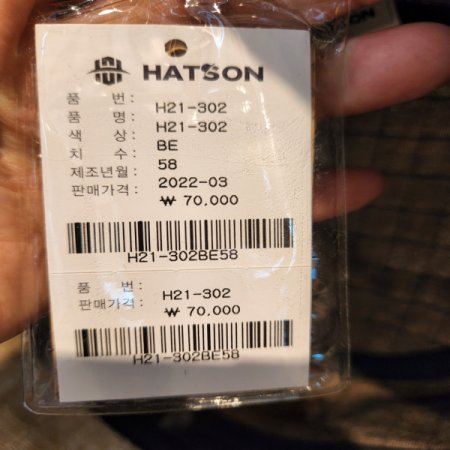 HATSON
품 번 : H21-302
품 명 : H21-302
색 상 : BE
치 수 : 58
제조년월 : 2022-03
판매가격 : ₩ 70,000
H21-302BE58
품 번 : H21-302
판매가격 : ₩ 70,000
H21-302BE58